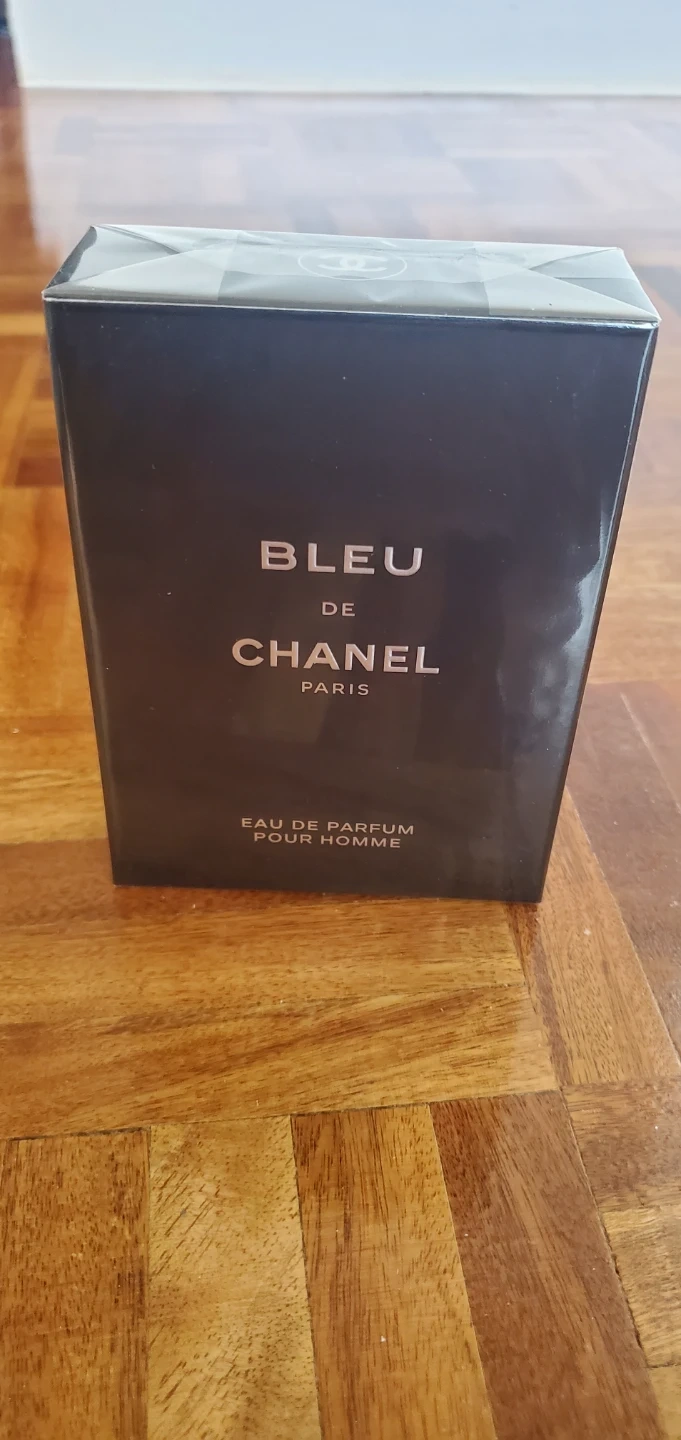 BLEU
DE
CHANEL
PARIS
EAU DE PARFUM
POUR HOMME